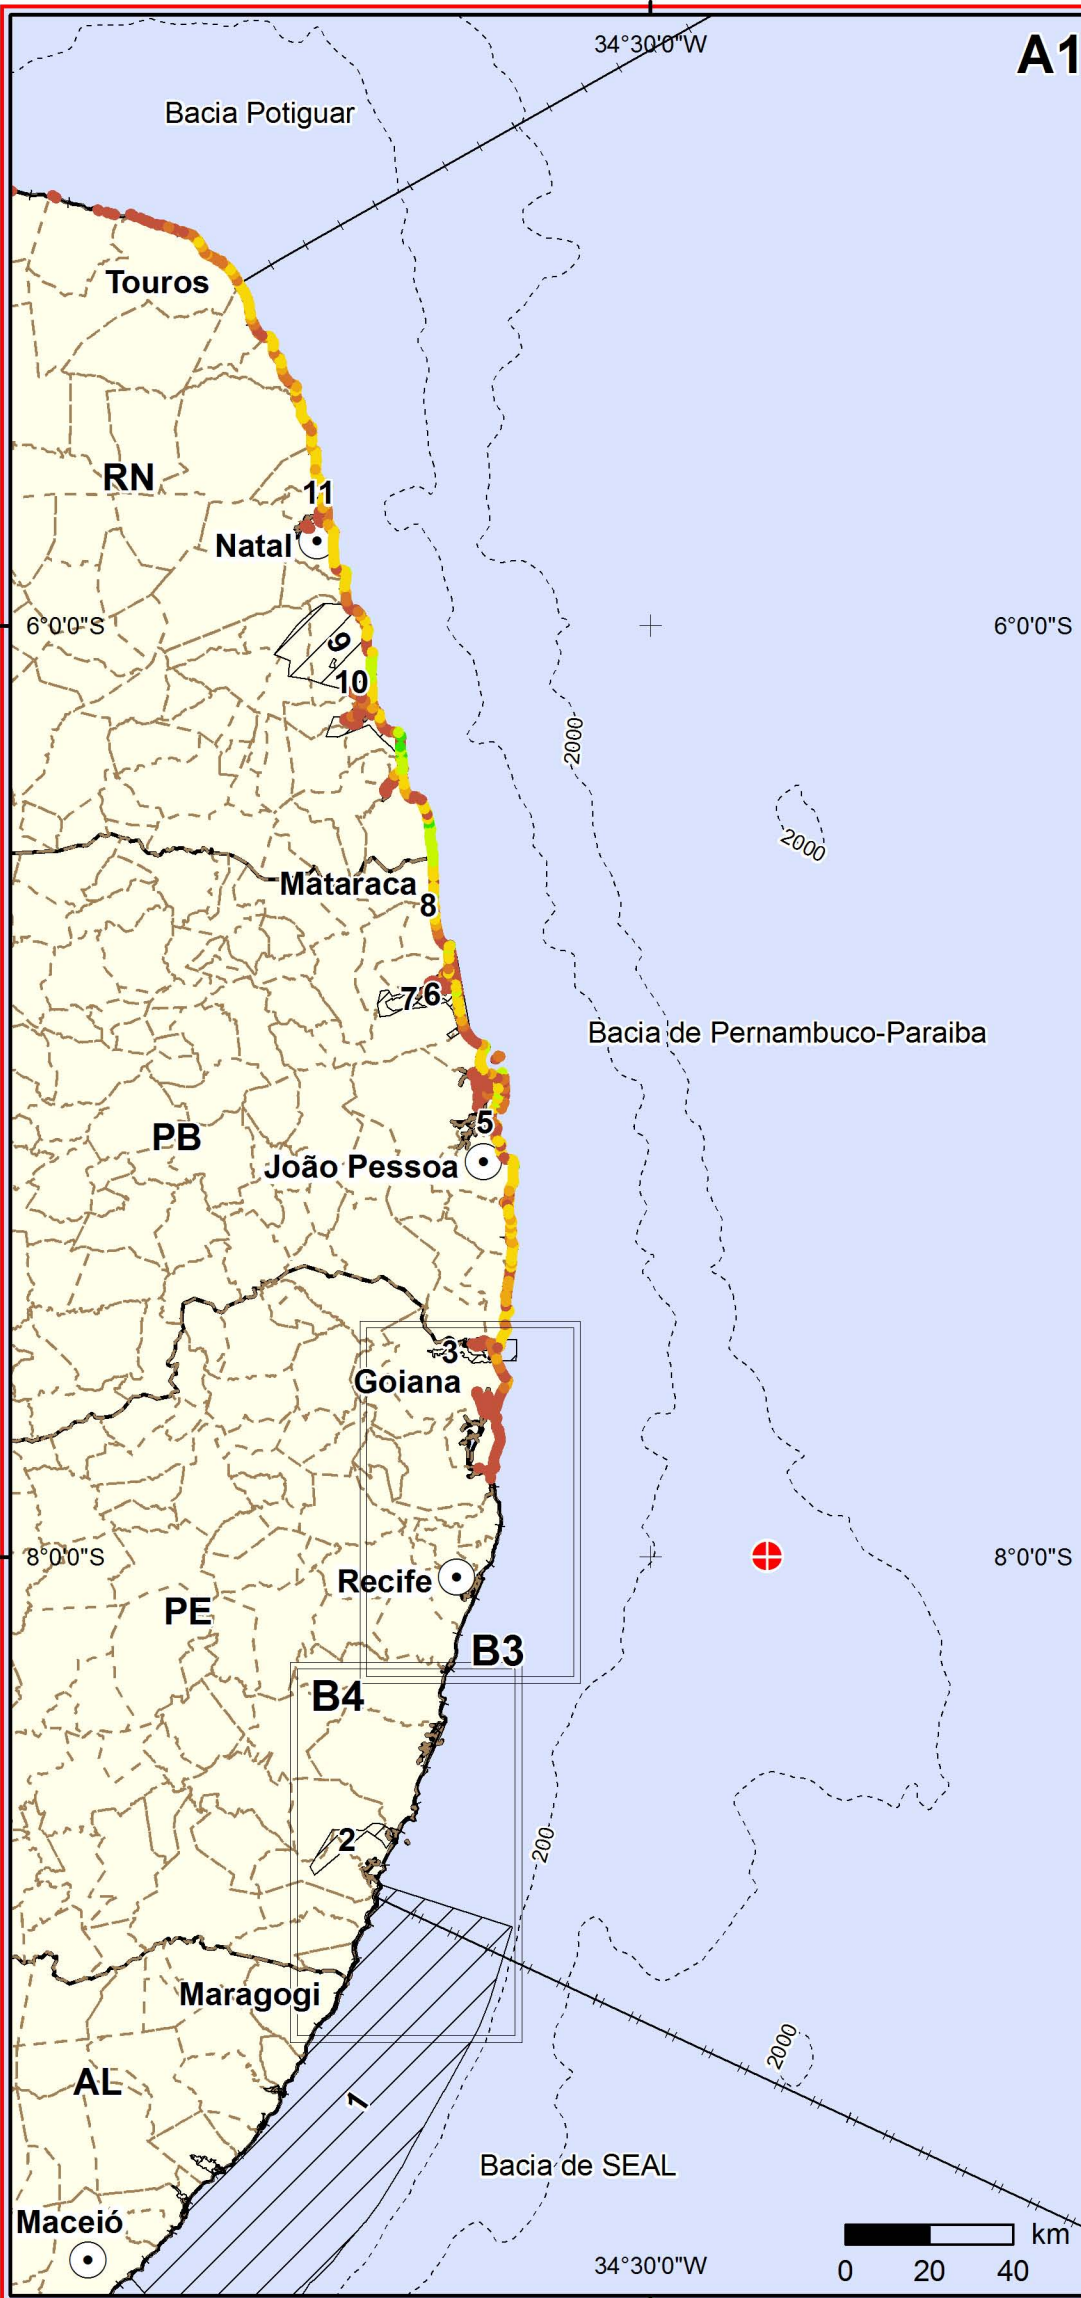 34°30'0"W
A1
Bacia Potiguar
Touros
RN
11
Natal
6°0'0"S
6°0'0"S
9
10
2000
2000
Mataraca
8
7
6
Bacia de Pernambuco-Paraiba
5
PB
João Pessoa
3
Goiana
8°0'0"S
8°0'0"S
Recife
PE
B3
B4
2
200
Maragogi
2000
AL
1
Bacia de SEAL
Maceió
34°30'0"W
km
0 20 40